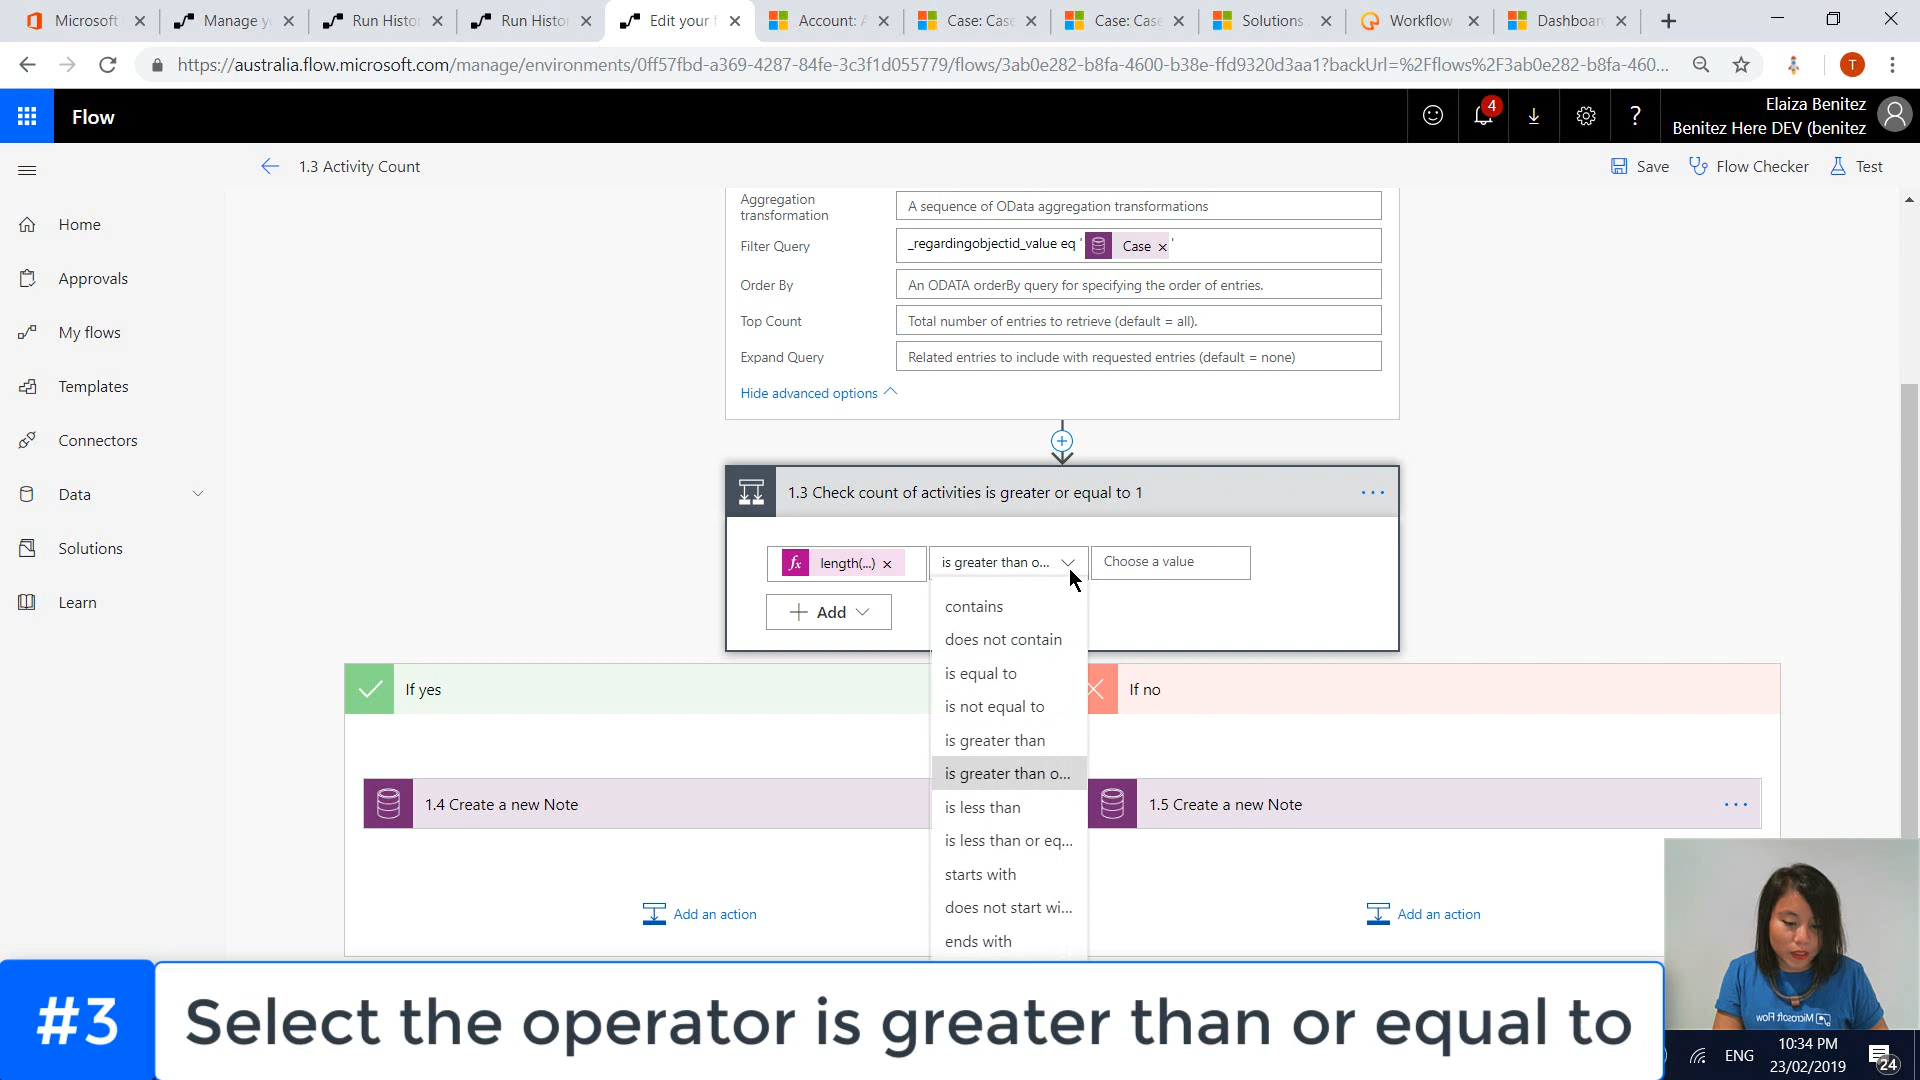 Microsoft
Manage y
Run Histo
Run Histo
Edit your f
Account: A
Case: Case
Case: Case
Solutions
Workflow
Dashboar
https://australia.flow.microsoft.com/manage/environments/0ff57fbd-a369-4287-84fe-3c3f1d055779/flows/3ab0e282-b8fa-4600-b38e-ffd9320d3aa1?backUrl=%2Fflows%2F3ab0e282-b8fa-460...
T
Flow
4
?
Elaiza Benitez
Benitez Here DEV (benitez
1.3 Activity Count
Save
Flow Checker
Test
Home
Approvals
My flows
Templates
Connectors
Data
Solutions
Learn
Aggregation
transformation
A sequence of OData aggregation transformations
Filter Query
_regardingobjectid_value eq ' Case '
Order By
An ODATA orderBy query for specifying the order of entries.
Top Count
Total number of entries to retrieve (default = all).
Expand Query
Related entries to include with requested entries (default = none)
Hide advanced options
1.3 Check count of activities is greater or equal to 1
fx length(...)
is greater than o...
Choose a value
Add
contains
does not contain
is equal to
is not equal to
is greater than
is greater than o...
is less than
is less than or eq...
starts with
does not start wi...
ends with
If yes
1.4 Create a new Note
Add an action
If no
1.5 Create a new Note
Add an action
#3
Select the operator is greater than or equal to
Microsoft Flow
ENG
10:34 PM
23/02/2019
24